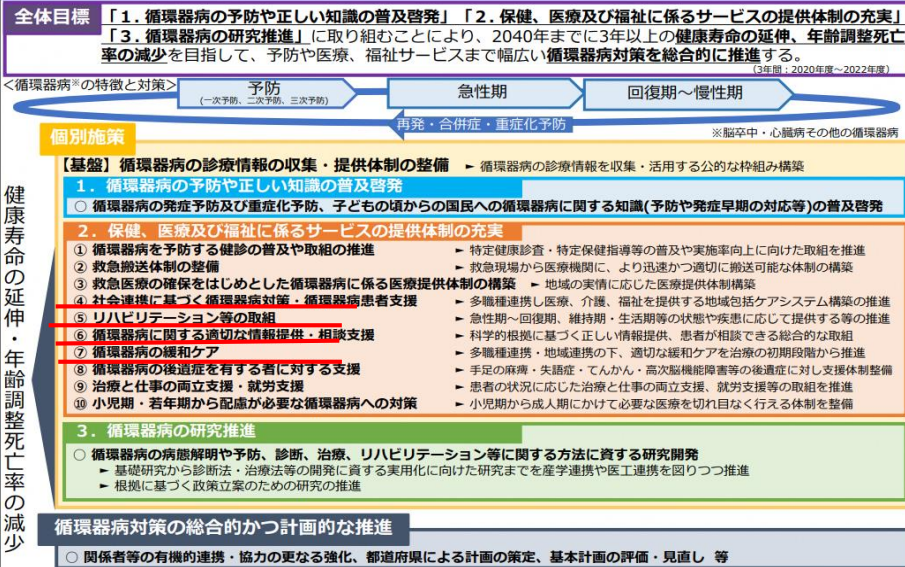 全体目標
「１．循環器病の予防や正しい知識の普及啓発」「２．保健、医療及び福祉に係るサービスの提供体制の充実」
「３．循環器病の研究推進」に取り組むことにより、2040年までに3年以上の健康寿命の延伸、年齢調整死亡
率の減少を目指して、予防や医療、福祉サービスまで幅広い循環器病対策を総合的に推進する。
（3年間：2020年度～2022年度）
＜循環器病※の特徴と対策＞
予防
（一次予防、二次予防、三次予防）
急性期
回復期～慢性期
再発・合併症・重症化予防
※脳卒中・心臓病その他の循環器病
個別施策
【基盤】循環器病の診療情報の収集・提供体制の整備 ► 循環器病の診療情報を収集・活用する公的な枠組み構築
１．循環器病の予防や正しい知識の普及啓発
○ 循環器病の発症予防及び重症化予防、子どもの頃からの国民への循環器病に関する知識(予防や発症早期の対応等)の普及啓発
２．保健、医療及び福祉に係るサービスの提供体制の充実
① 循環器病を予防する健診の普及や取組の推進 ► 特定健康診査・特定保健指導等の普及や実施率向上に向けた取組を推進
② 救急搬送体制の整備 ► 救急現場から医療機関に、より迅速かつ適切に搬送可能な体制の構築
③ 救急医療の確保をはじめとした循環器病に係る医療提供体制の構築 ► 地域の実情に応じた医療提供体制構築
④ 社会連携に基づく循環器病対策・循環器病患者支援 ► 多職種連携し医療、介護、福祉を提供する地域包括ケアシステム構築の推進
⑤ リハビリテーション等の取組 ► 急性期～回復期、維持期・生活期等の状態や疾患に応じて提供する等の推進
⑥ 循環器病に関する適切な情報提供・相談支援 ► 科学的根拠に基づく正しい情報提供、患者が相談できる総合的な取組
⑦ 循環器病の緩和ケア ► 多職種連携・地域連携の下、適切な緩和ケアを治療の初期段階から推進
⑧ 循環器病の後遺症を有する者に対する支援 ► 手足の麻痺・失語症・てんかん・高次脳機能障害等の後遺症に対し支援体制整備
⑨ 治療と仕事の両立支援・就労支援 ► 患者の状況に応じた治療と仕事の両立支援、就労支援等の取組を推進
⑩ 小児期・若年期から配慮が必要な循環器病への対策 ► 小児期から成人期にかけて必要な医療を切れ目なく行える体制を整備
３．循環器病の研究推進
○ 循環器病の病態解明や予防、診断、治療、リハビリテーション等に関する方法に資する研究開発
► 基礎研究から診断法・治療法等の開発に資する実用化に向けた研究までを産学連携や医工連携を図りつつ推進
► 根拠に基づく政策立案のための研究の推進
健康寿命の延伸・年齢調整死亡率の減少
循環器病対策の総合的かつ計画的な推進
○ 関係者等の有機的連携・協力の更なる強化、都道府県による計画の策定、基本計画の評価・見直し 等